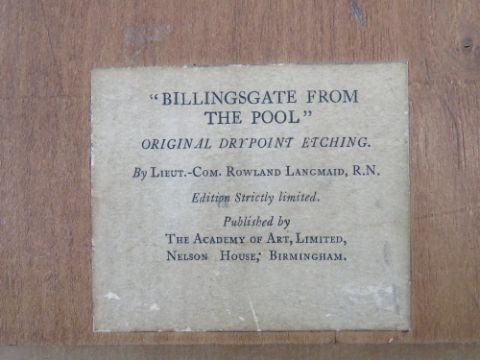 "BILLINGSGATE FROM
THE POOL"
ORIGINAL DRYPOINT ETCHING.
By LIEUT.-COM. ROWLAND LANGMAID, R.N.
Edition Strictly limited.
Published by
THE ACADEMY OF ART, LIMITED,
NELSON HOUSE, BIRMINGHAM.